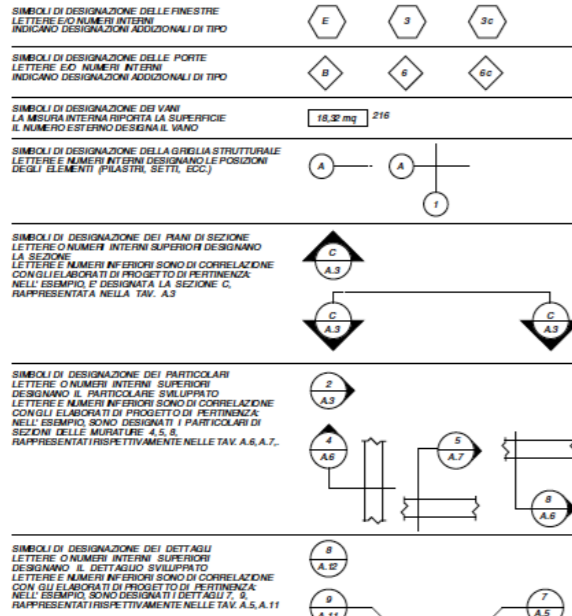 SIMBOLI DI DESIGNAZIONE DELLE FINESTRE
LETTERE E/O NUMERI INTERNI
INDICANO DESIGNAZIONI ADDIZIONALI DI TIPO
E 3 3c
SIMBOLI DI DESIGNAZIONE DELLE PORTE
LETTERE E/O NUMERI INTERNI
INDICANO DESIGNAZIONI ADDIZIONALI DI TIPO
B 6 6c
SIMBOLI DI DESIGNAZIONE DEI VANI
LA MISURA INTERNA RIPORTA LA SUPERFICIE
IL NUMERO ESTERNO DESIGNA IL VANO
18,32 mq 216
SIMBOLI DI DESIGNAZIONE DELLA GRIGLIA STRUTTURALE
LETTERE E NUMERI INTERNI DESIGNANO LE POSIZIONI
DEGLI ELEMENTI (PILASTRI, SETTI, ECC.)
A A
1
SIMBOLI DI DESIGNAZIONE DEI PIANI DI SEZIONE
LETTERE O NUMERI INTERNI SUPERIORI DESIGNANO
LA SEZIONE
LETTERE E NUMERI INFERIORI SONO DI CORRELAZIONE
CON GLI ELABORATI DI PROGETTO DI PERTINENZA:
NELL' ESEMPIO, E' DESIGNATA LA SEZIONE C,
RAPPRESENTATA NELLA TAV. A.3
C
A.3
C C
A.3 A.3
SIMBOLI DI DESIGNAZIONE DEI PARTICOLARI
LETTERE O NUMERI INTERNI SUPERIORI
DESIGNANO IL PARTICOLARE SVILUPPATO
LETTERE E NUMERI INFERIORI SONO DI CORRELAZIONE
CON GLI ELABORATI DI PROGETTO DI PERTINENZA:
NELL' ESEMPIO, SONO DESIGNATI I PARTICOLARI DI
SEZIONI DELLE MURATURE 4, 5, 8,
RAPPRESENTATI RISPETTIVAMENTE NELLE TAV. A.6, A.7,.
2
A.3
4 5
A.6 A.7
8
A.6
SIMBOLI DI DESIGNAZIONE DEI DETTAGLI
LETTERE O NUMERI INTERNI SUPERIORI
DESIGNANO IL DETTAGLIO SVILUPPATO
LETTERE E NUMERI INFERIORI SONO DI CORRELAZIONE
CON GLI ELABORATI DI PROGETTO DI PERTINENZA:
NELL' ESEMPIO, SONO DESIGNATI I DETTAGLI 7, 9,
RAPPRESENTATI RISPETTIVAMENTE NELLE TAV. A.5, A.11
8
A.12
9 7
A.11 A.5